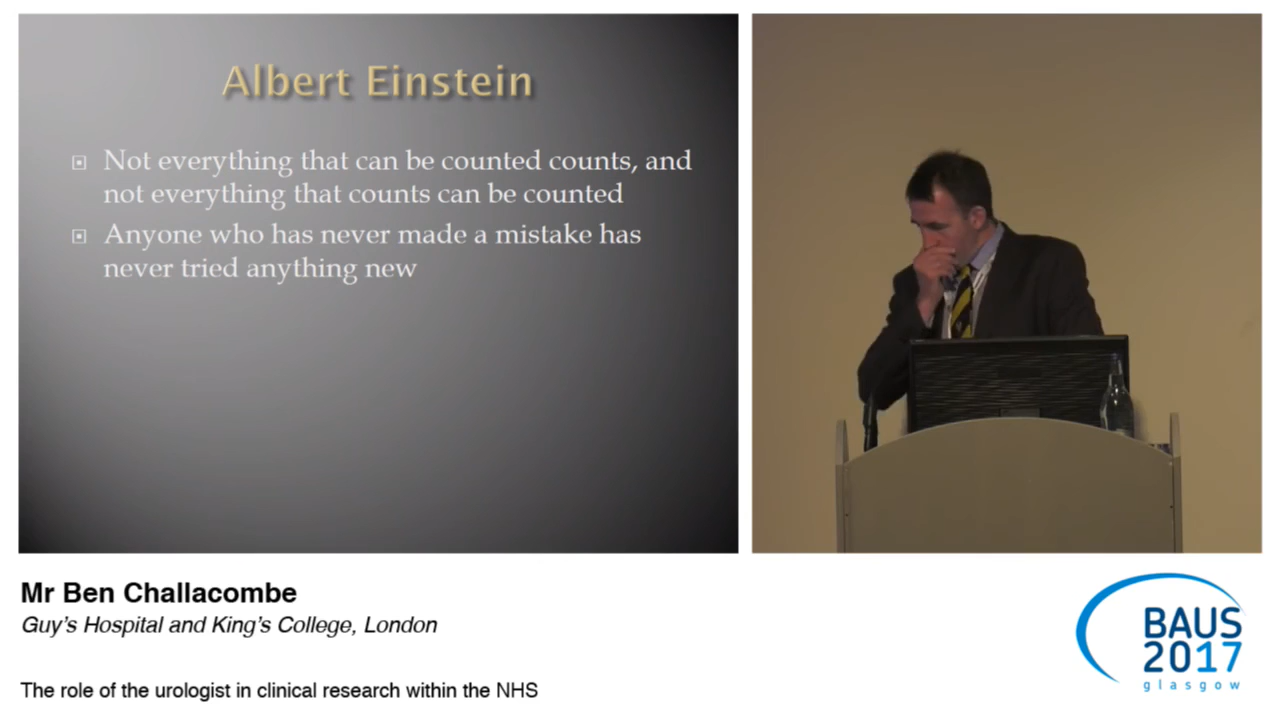 Albert Einstein
Not everything that can be counted counts, and
not everything that counts can be counted
Anyone who has never made a mistake has
never tried anything new
Mr Ben Challacombe
Guy's Hospital and King's College, London
The role of the urologist in clinical research within the NHS
BAUS
2017
glasgow